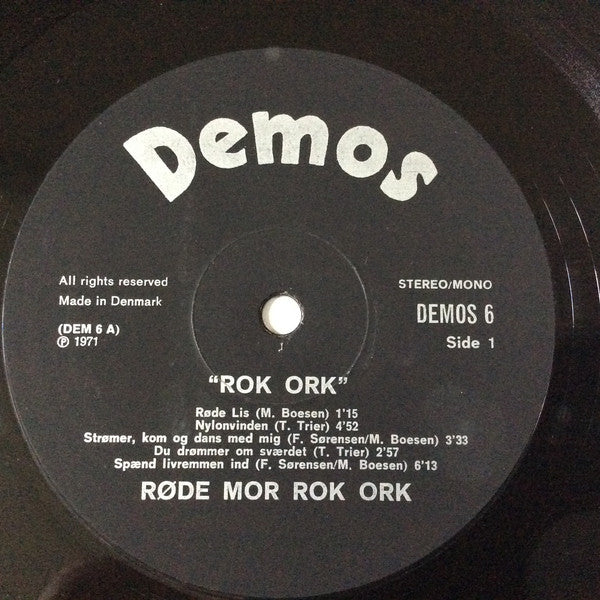 Demos
All rights reserved
Made in Denmark
(DEM 6 A)
℗ 1971
STEREO/MONO
DEMOS 6
Side 1
"ROK ORK"
Røde Lis (M. Boesen) 1'15
Nylonvinden (T. Trier) 4'52
Strømer, kom og dans med mig (F. Sørensen/M. Boesen) 3'33
Du drømmer om sværdet (T. Trier) 2'57
Spænd livremmen ind (F. Sørensen/M. Boesen) 6'13
RØDE MOR ROK ORK